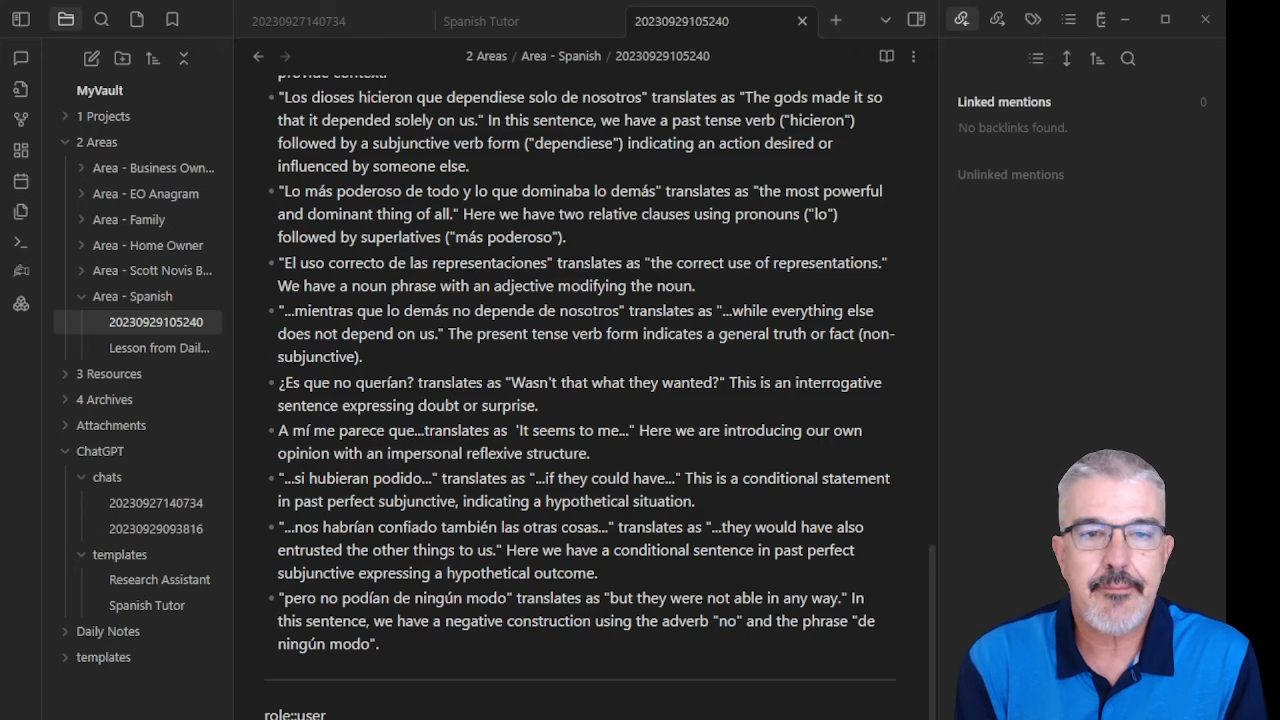 20230927140734
Spanish Tutor
20230929105240
2 Areas / Area - Spanish / 20230929105240
MyVault
1 Projects
2 Areas
Area - Business Own...
Area - EO Anagram
Area - Family
Area - Home Owner
Area - Scott Novis B...
Area - Spanish
20230929105240
Lesson from Dail...
3 Resources
4 Archives
Attachments
ChatGPT
chats
20230927140734
20230929093816
templates
Research Assistant
Spanish Tutor
Daily Notes
templates
provide context.
"Los dioses hicieron que dependiese solo de nosotros" translates as "The gods made it so
that it depended solely on us." In this sentence, we have a past tense verb ("hicieron")
followed by a subjunctive verb form ("dependiese") indicating an action desired or
influenced by someone else.
"Lo más poderoso de todo y lo que dominaba lo demás" translates as "the most powerful
and dominant thing of all." Here we have two relative clauses using pronouns ("lo")
followed by superlatives ("más poderoso").
"El uso correcto de las representaciones" translates as "the correct use of representations."
We have a noun phrase with an adjective modifying the noun.
"...mientras que lo demás no depende de nosotros" translates as "...while everything else
does not depend on us." The present tense verb form indicates a general truth or fact (non-
subjunctive).
¿Es que no querían? translates as "Wasn't that what they wanted?" This is an interrogative
sentence expressing doubt or surprise.
A mí me parece que...translates as 'It seems to me..." Here we are introducing our own
opinion with an impersonal reflexive structure.
"...si hubieran podido..." translates as "...if they could have..." This is a conditional statement
in past perfect subjunctive, indicating a hypothetical situation.
"...nos habrían confiado también las otras cosas..." translates as "...they would have also
entrusted the other things to us." Here we have a conditional sentence in past perfect
subjunctive expressing a hypothetical outcome.
"pero no podían de ningún modo" translates as "but they were not able in any way." In
this sentence, we have a negative construction using the adverb "no" and the phrase "de
ningún modo".
role::user
Linked mentions 0
No backlinks found.
Unlinked mentions